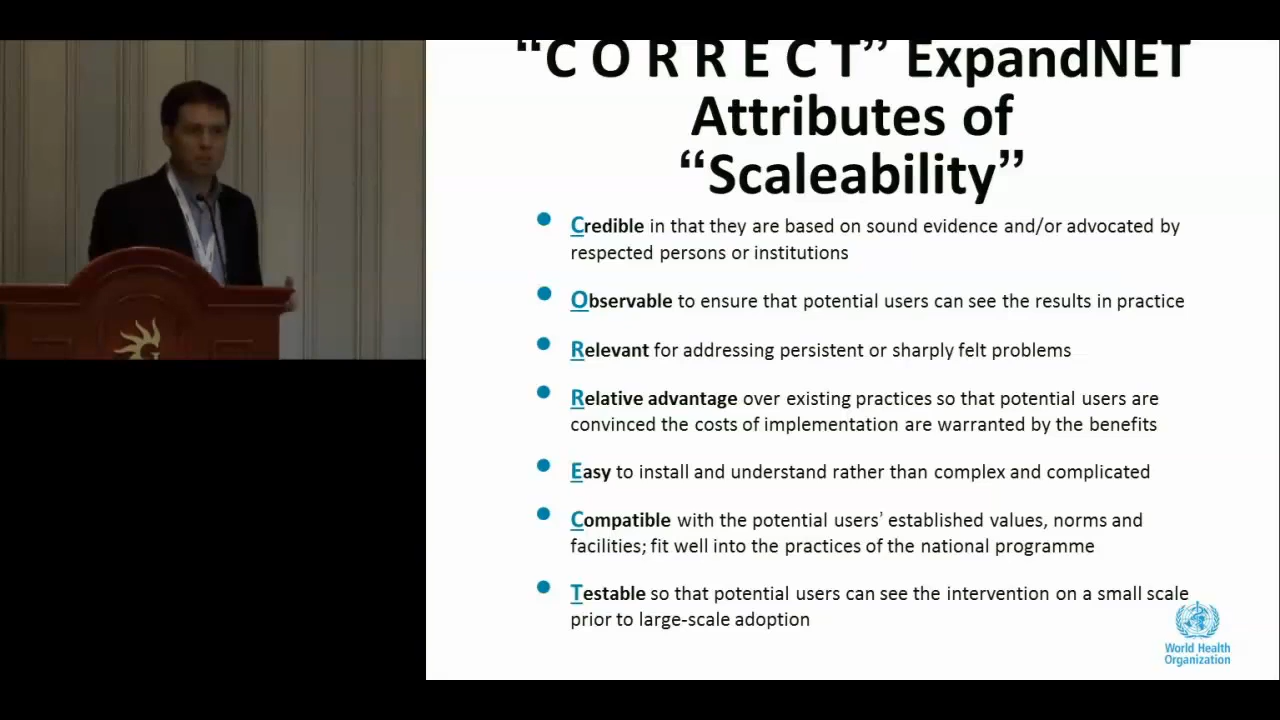 “C O R R E C T” ExpandNET
Attributes of
“Scaleability”
• Credible in that they are based on sound evidence and/or advocated by
respected persons or institutions
• Observable to ensure that potential users can see the results in practice
• Relevant for addressing persistent or sharply felt problems
• Relative advantage over existing practices so that potential users are
convinced the costs of implementation are warranted by the benefits
• Easy to install and understand rather than complex and complicated
• Compatible with the potential users’ established values, norms and
facilities; fit well into the practices of the national programme
• Testable so that potential users can see the intervention on a small scale
prior to large-scale adoption
World Health
Organization